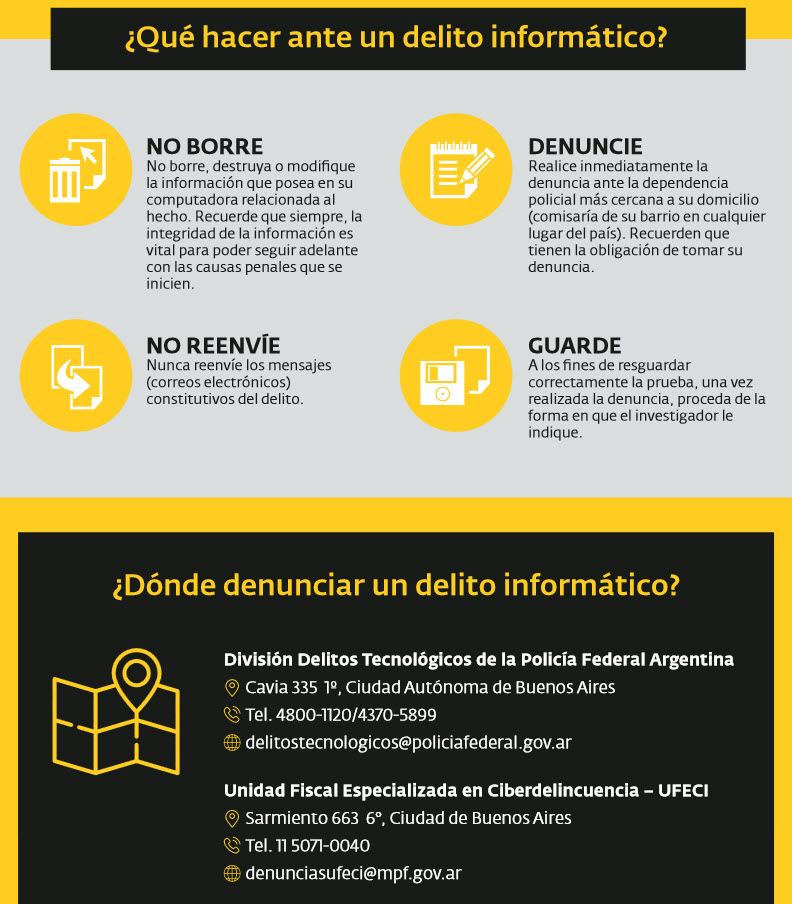 ¿Qué hacer ante un delito informático?
NO BORRE
No borre, destruya o modifique
la información que posea en su
computadora relacionada al
hecho. Recuerde que siempre, la
integridad de la información es
vital para poder seguir adelante
con las causas penales que se
inicien.
DENUNCIE
Realice inmediatamente la
denuncia ante la dependencia
policial más cercana a su domicilio
(comisaría de su barrio en cualquier
lugar del país). Recuerden que
tienen la obligación de tomar su
denuncia.
NO REENVÍE
Nunca reenvíe los mensajes
(correos electrónicos)
constitutivos del delito.
GUARDE
A los fines de resguardar
correctamente la prueba, una vez
realizada la denuncia, proceda de la
forma en que el investigador le
indique.
¿Dónde denunciar un delito informático?
División Delitos Tecnológicos de la Policía Federal Argentina
Cavia 335 1º, Ciudad Autónoma de Buenos Aires
Tel. 4800-1120/4370-5899
delitostecnologicos@policiafederal.gov.ar
Unidad Fiscal Especializada en Ciberdelincuencia – UFECI
Sarmiento 663 6º, Ciudad de Buenos Aires
Tel. 11 5071-0040
denunciasufeci@mpf.gov.ar